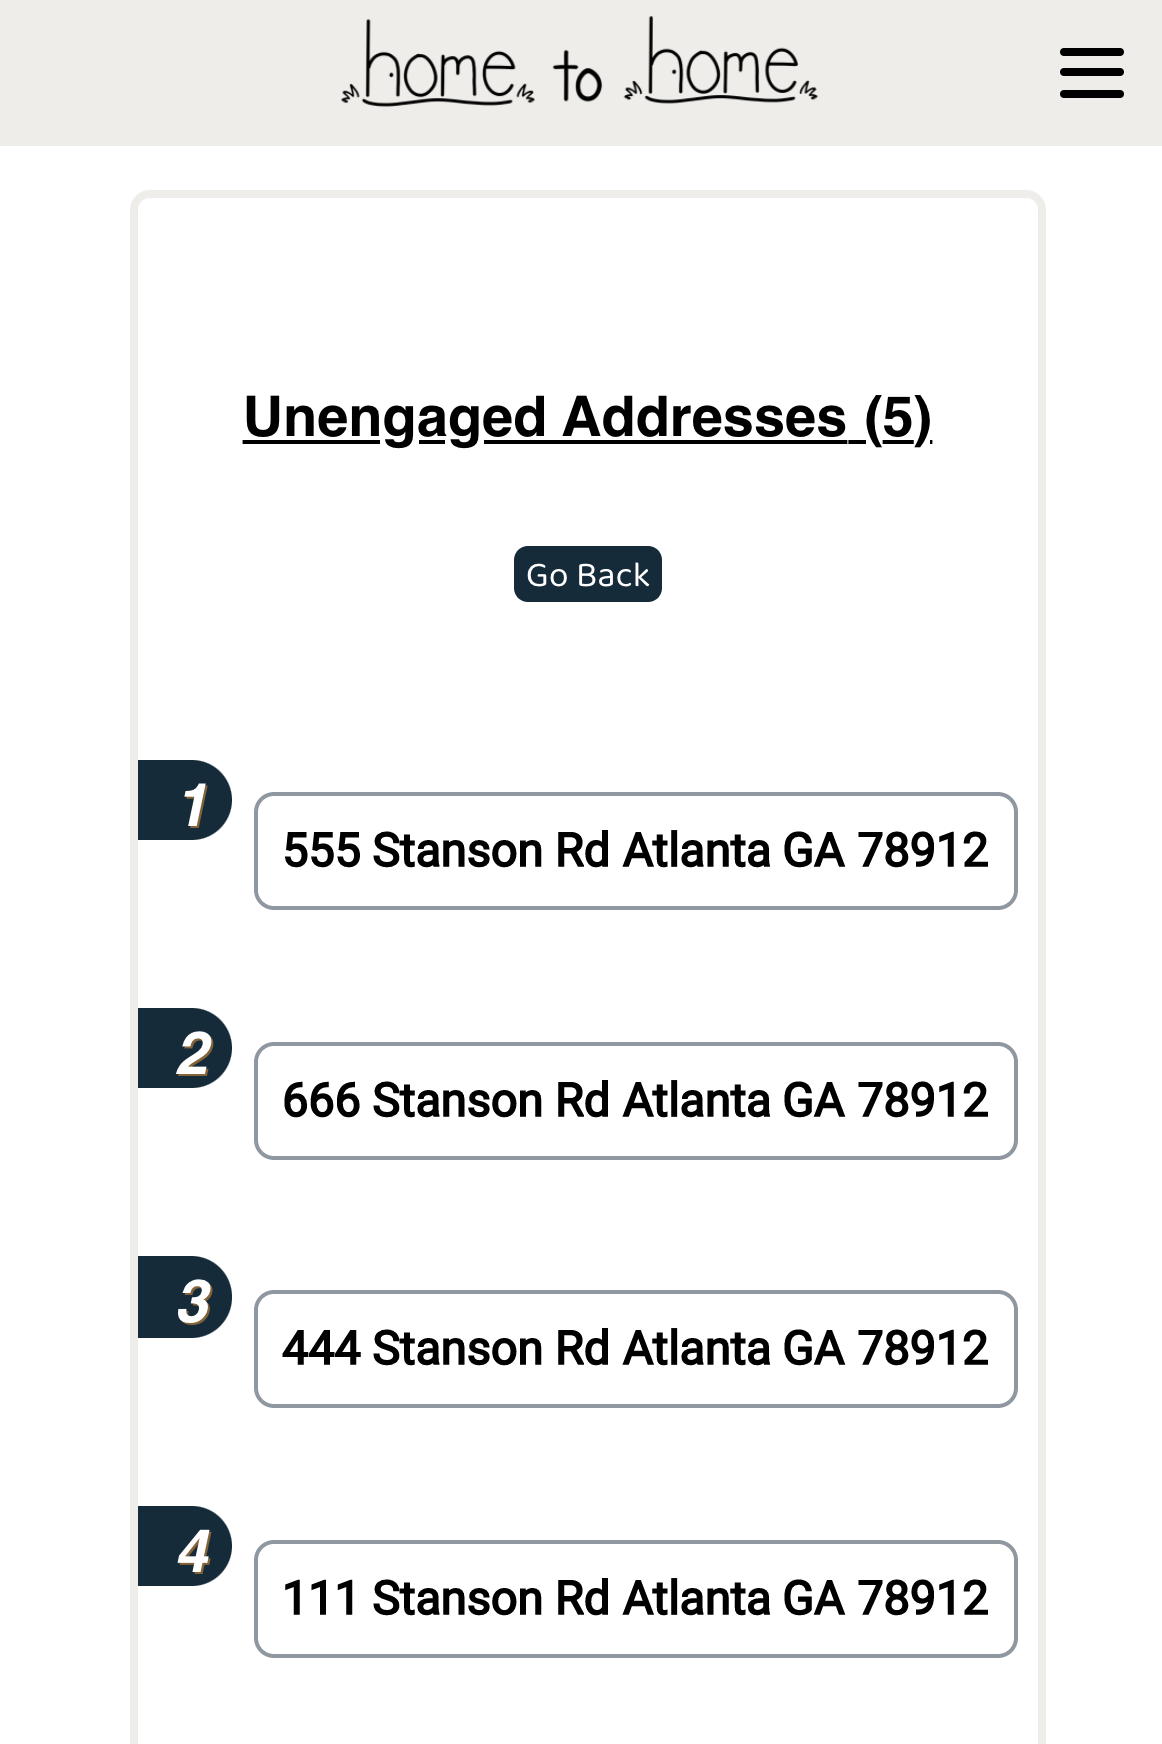 home to home
Unengaged Addresses (5)
Go Back
1
555 Stanson Rd Atlanta GA 78912
2
666 Stanson Rd Atlanta GA 78912
3
444 Stanson Rd Atlanta GA 78912
4
111 Stanson Rd Atlanta GA 78912